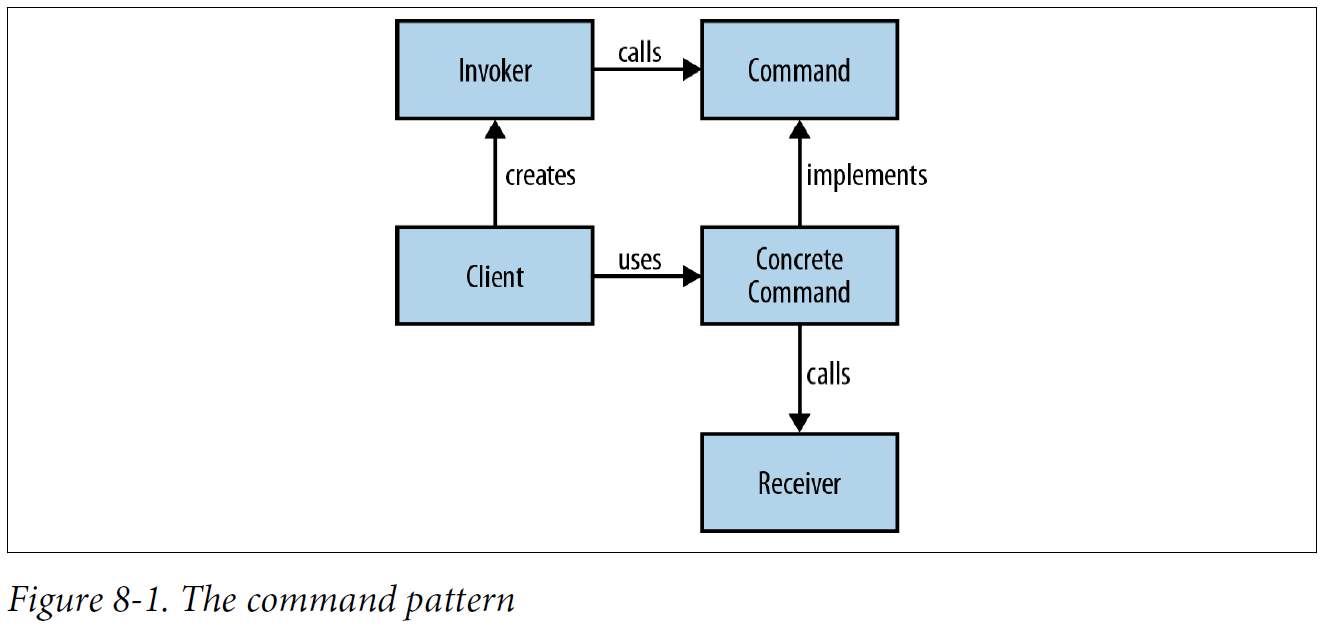 Invoker
calls
Command
creates
implements
Client
uses
Concrete
Command
calls
Receiver
Figure 8-1. The command pattern